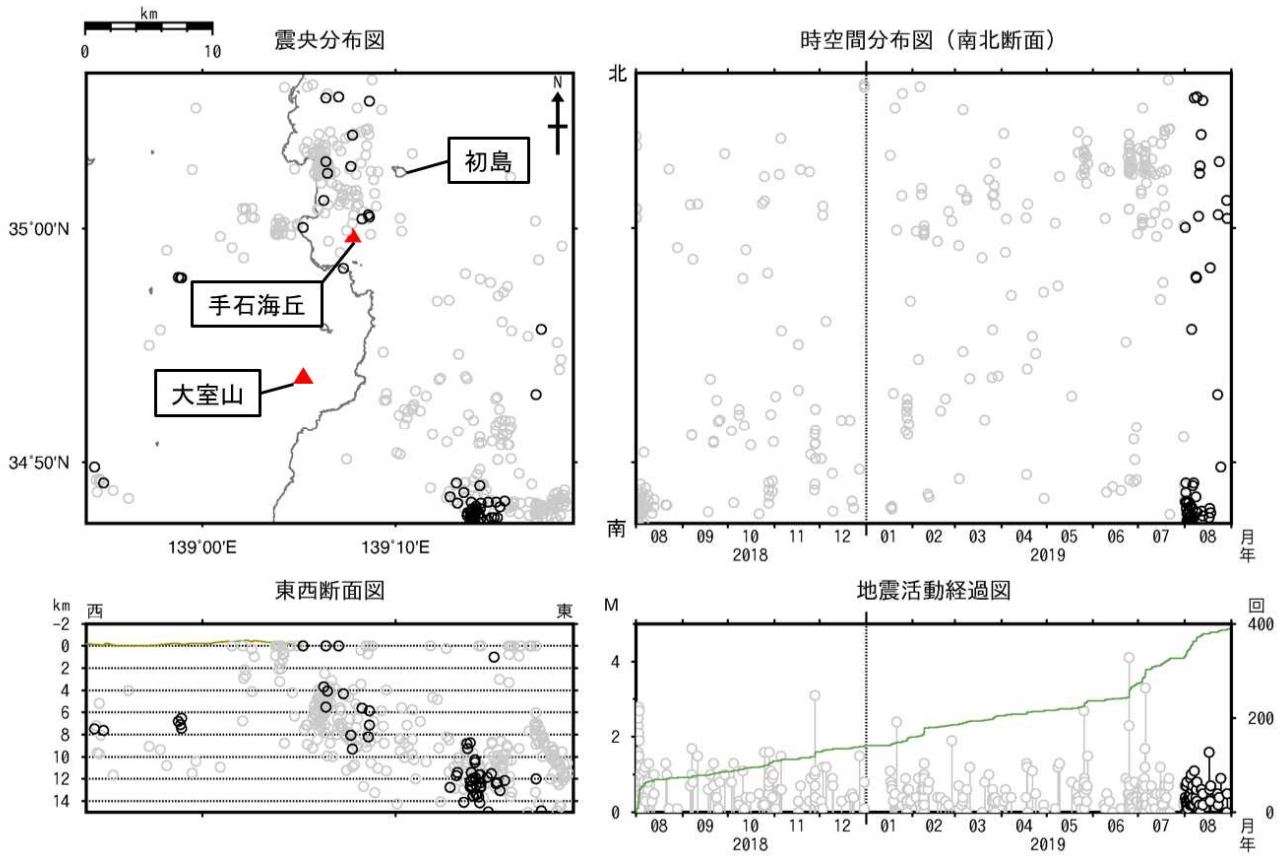 km
0 10
震央分布図
N
初島
35°00'N
手石海丘
大室山
34°50'N
139°00'E 139°10'E
時空間分布図（南北断面）
北
南
08 09 10 11 12 01 02 03 04 05 06 07 08 月
2018 2019 年
東西断面図
km 西 東
-2
0
2
4
6
8
10
12
14
地震活動経過図
M 回
4 400
2 200
0 0
08 09 10 11 12 01 02 03 04 05 06 07 08 月
2018 2019 年